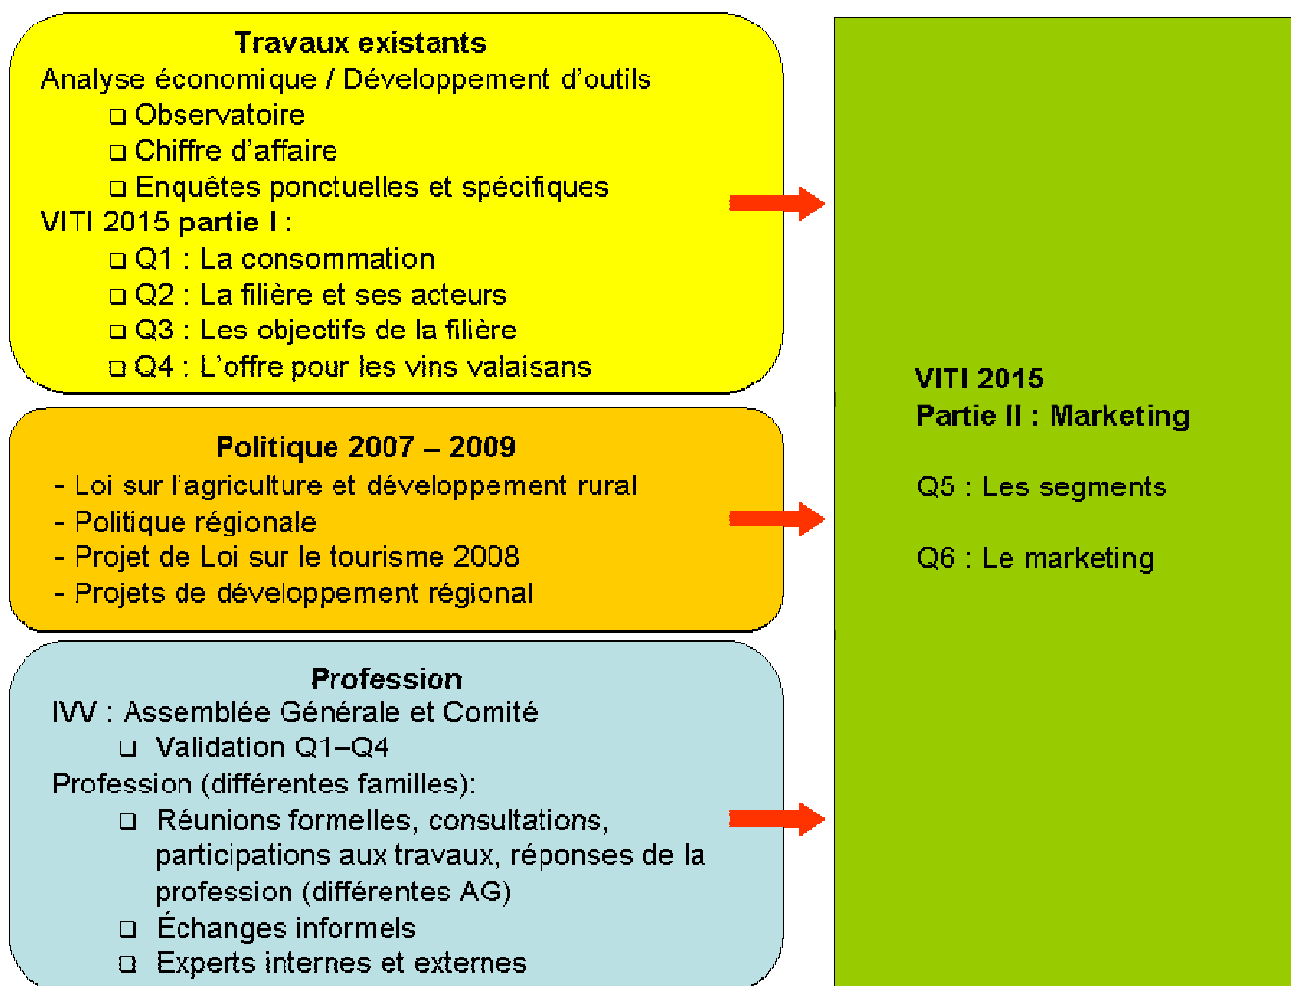 Travaux existants
Analyse économique / Développement d'outils
❑ Observatoire
❑ Chiffre d'affaire
❑ Enquêtes ponctuelles et spécifiques
VITI 2015 partie I :
❑ Q1 : La consommation
❑ Q2 : La filière et ses acteurs
❑ Q3 : Les objectifs de la filière
❑ Q4 : L'offre pour les vins valaisans
Politique 2007 – 2009
- Loi sur l'agriculture et développement rural
- Politique régionale
- Projet de Loi sur le tourisme 2008
- Projets de développement régional
Profession
IVV : Assemblée Générale et Comité
❑ Validation Q1–Q4
Profession (différentes familles):
❑ Réunions formelles, consultations,
participations aux travaux, réponses de la
profession (différentes AG)
❑ Échanges informels
❑ Experts internes et externes
VITI 2015
Partie II : Marketing
Q5 : Les segments
Q6 : Le marketing